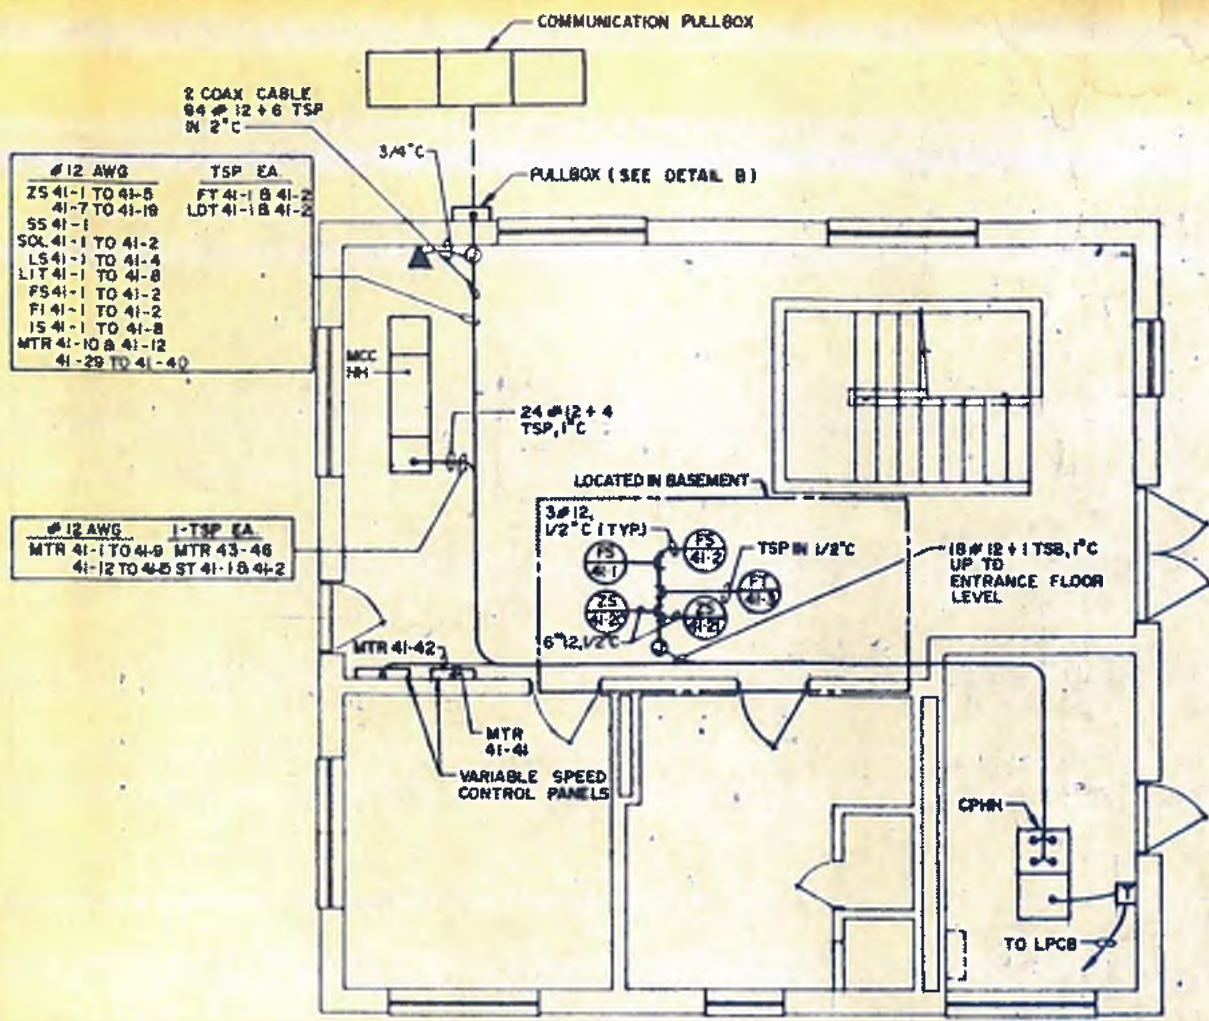 COMMUNICATION PULLBOX
2 COAX CABLE
94 # 12 + 6 TSP
IN 2"C
3/4"C
PULLBOX (SEE DETAIL B)
#12 AWG TSP EA.
ZS 41-1 TO 41-5 FT 41-1 & 41-2
41-7 TO 41-19 LDT 41-1 & 41-2
SS 41-1
SOL 41-1 TO 41-2
LS 41-1 TO 41-4
LIT 41-1 TO 41-8
FS 41-1 TO 41-2
FI 41-1 TO 41-2
IS 41-1 TO 41-8
MTR 41-10 & 41-12
41-29 TO 41-40
MCC
HH
24 #12 + 4
TSP, 1"C
LOCATED IN BASEMENT
#12 AWG 1-TSP EA.
MTR 41-1 TO 41-9 MTR 43-46
41-12 TO 41-15 ST 41-1 & 41-2
3#12,
1/2"C (TYP.)
FS
41-2
FS
41-1
TSP IN 1/2"C
FT
41-3
ZS
ZS
41-21
6#12, 1/2"C
18 # 12 + 1 TSB, 1"C
UP TO
ENTRANCE FLOOR
LEVEL
MTR 41-42
MTR
41-41
VARIABLE SPEED
CONTROL PANELS
CPHH
T
TO LPCB